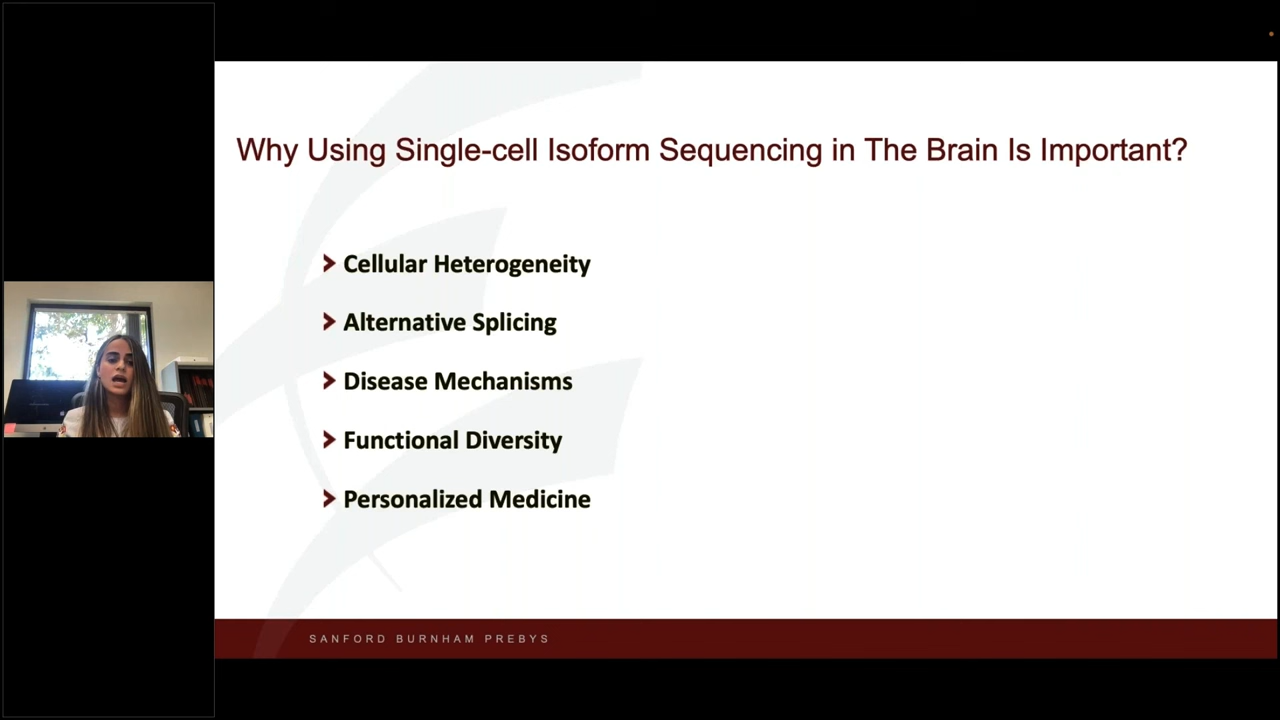 Why Using Single-cell Isoform Sequencing in The Brain Is Important?
Cellular Heterogeneity
Alternative Splicing
Disease Mechanisms
Functional Diversity
Personalized Medicine
SANFORD BURNHAM PREBYS